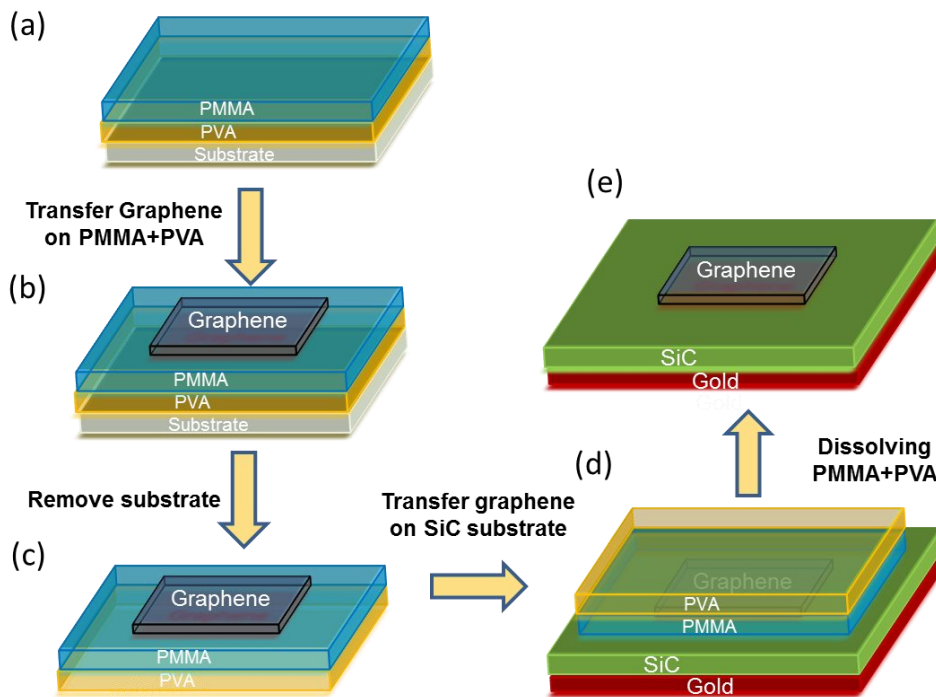 (a)
PMMA
PVA
Substrate
Transfer Graphene
on PMMA+PVA
(b)
Graphene
PMMA
PVA
Substrate
Remove substrate
(c)
Graphene
PMMA
PVA
Transfer graphene
on SiC substrate
(d)
Graphene
PVA
PMMA
SiC
Gold
Dissolving
PMMA+PVA
(e)
Graphene
SiC
Gold